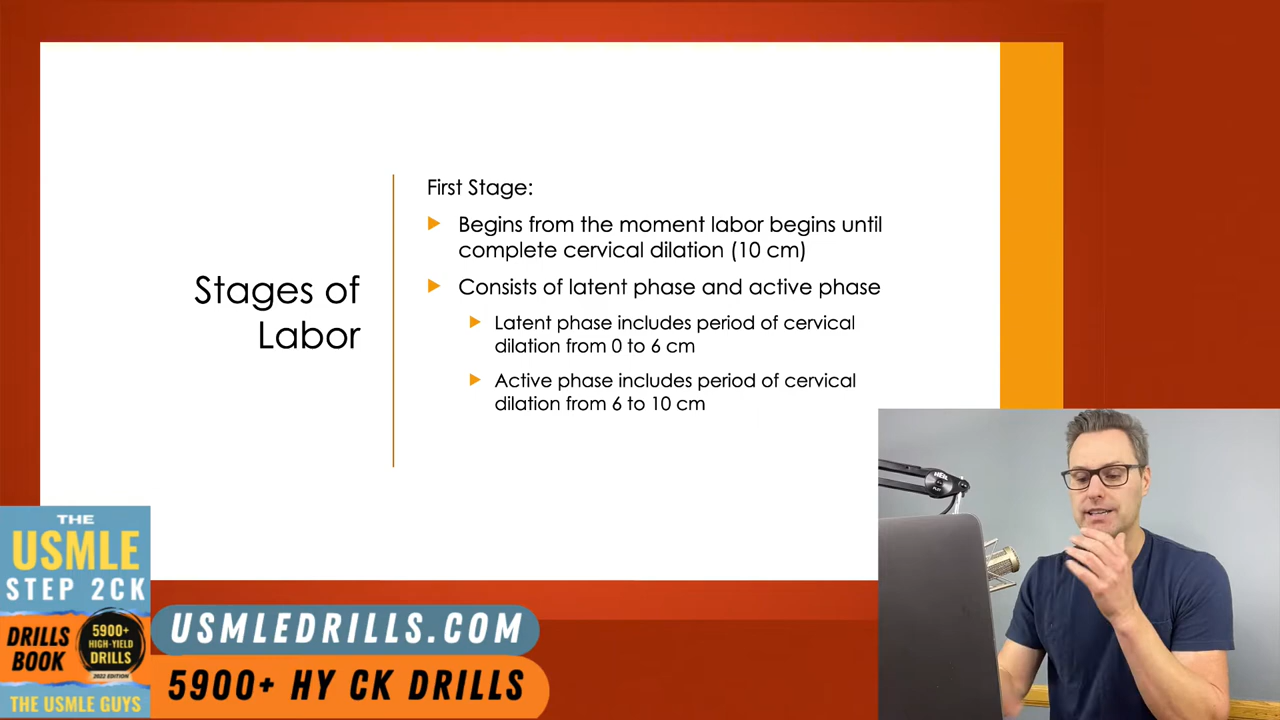 Stages of
Labor
First Stage:
Begins from the moment labor begins until
complete cervical dilation (10 cm)
Consists of latent phase and active phase
Latent phase includes period of cervical
dilation from 0 to 6 cm
Active phase includes period of cervical
dilation from 6 to 10 cm
THE
USMLE
STEP 2CK
DRILLS
BOOK
5900+
HIGH-YIELD
DRILLS
2022 EDITION
THE USMLE GUYS
USMLEDRILLS.COM
5900+ HY CK DRILLS